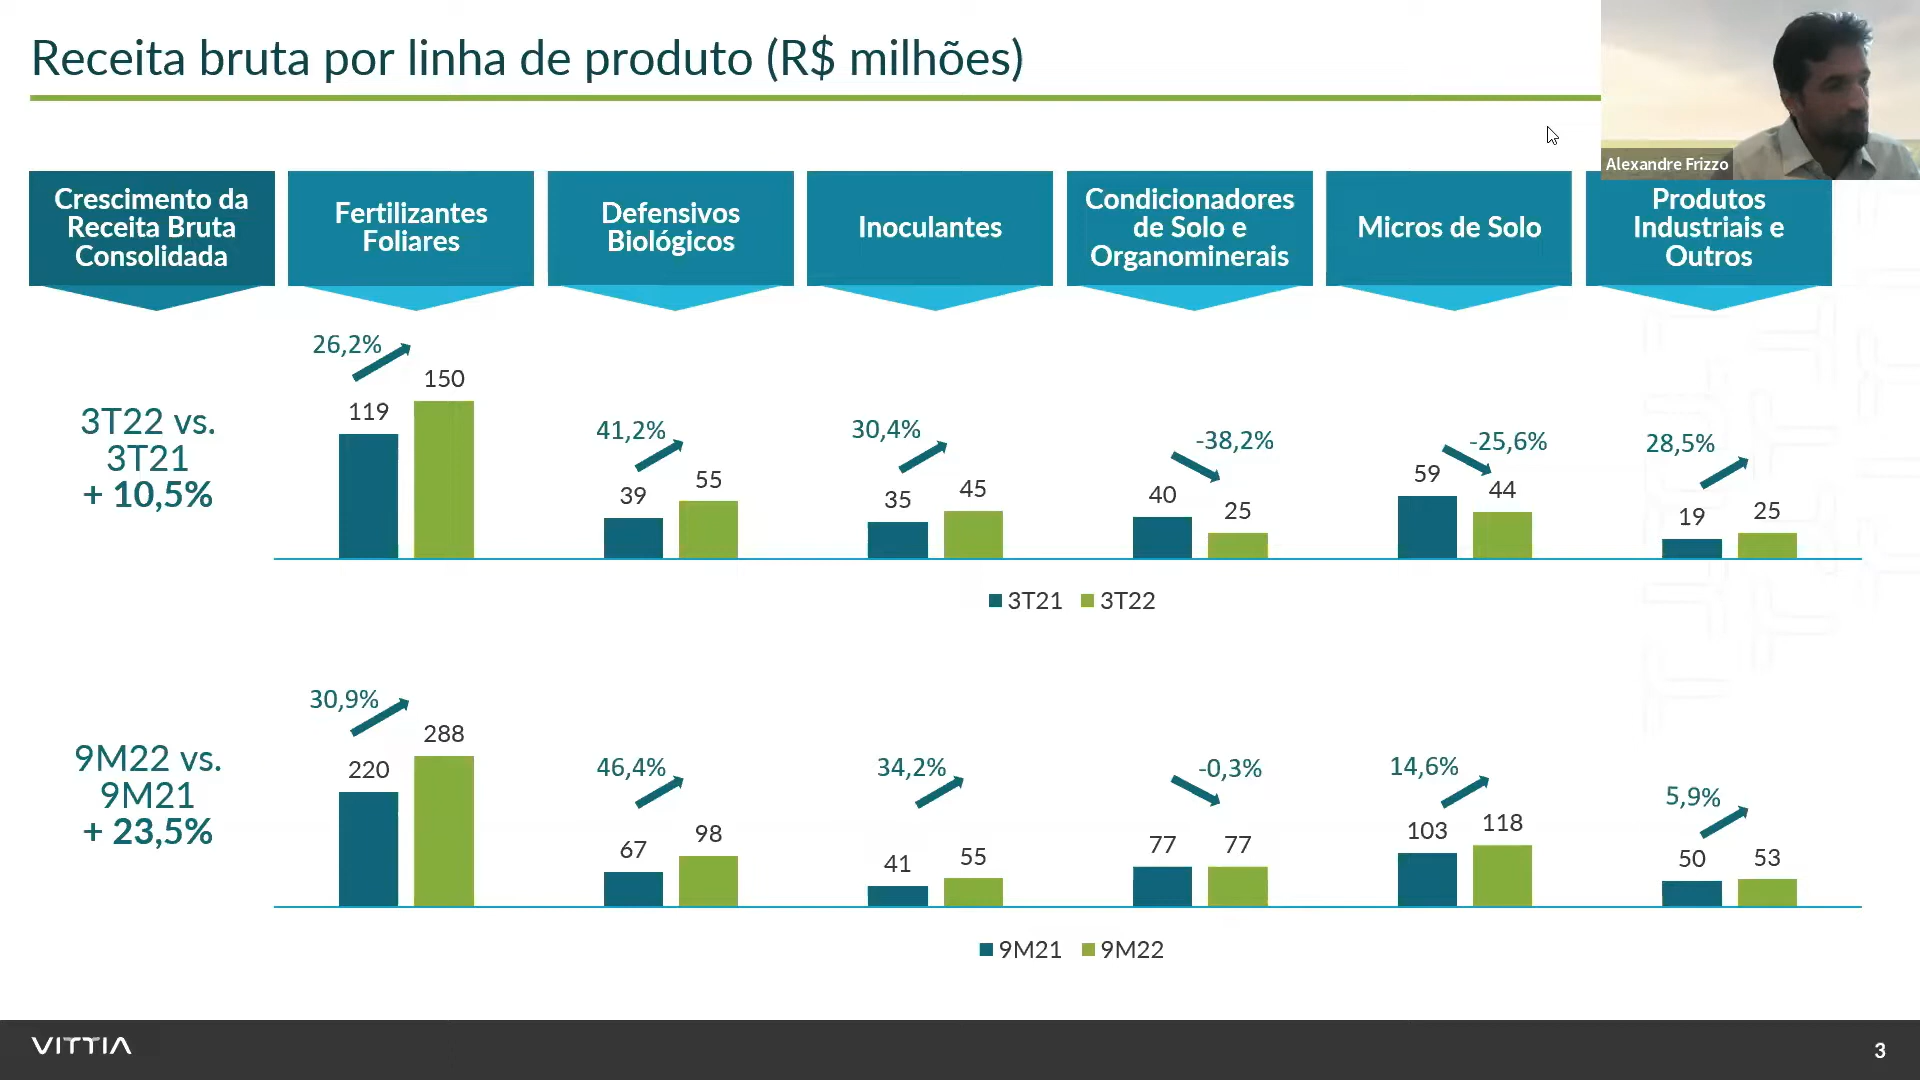 Receita bruta por linha de produto (R$ milhões)
Alexandre Frizzo
Crescimento da
Receita Bruta
Consolidada
Fertilizantes
Foliares
Defensivos
Biológicos
Inoculantes
Condicionadores
de Solo e
Organominerais
Micros de Solo
Produtos
Industriais e
Outros
3T22 vs.
3T21
+ 10,5%
26,2%
119
150
41,2%
39
55
30,4%
35
45
-38,2%
40
25
-25,6%
59
44
28,5%
19
25
3T21
3T22
9M22 vs.
9M21
+ 23,5%
30,9%
220
288
46,4%
67
98
34,2%
41
55
-0,3%
77
77
14,6%
103
118
5,9%
50
53
9M21
9M22
VITTIA
3